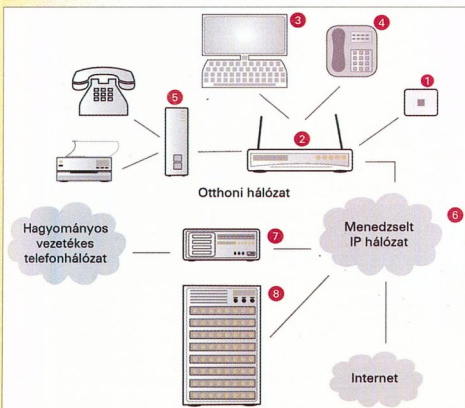 3
4
1
5
2
Otthoni hálózat
Hagyományos
vezetékes
telefonhálózat
7
Menedzselt
IP hálózat
6
8
Internet